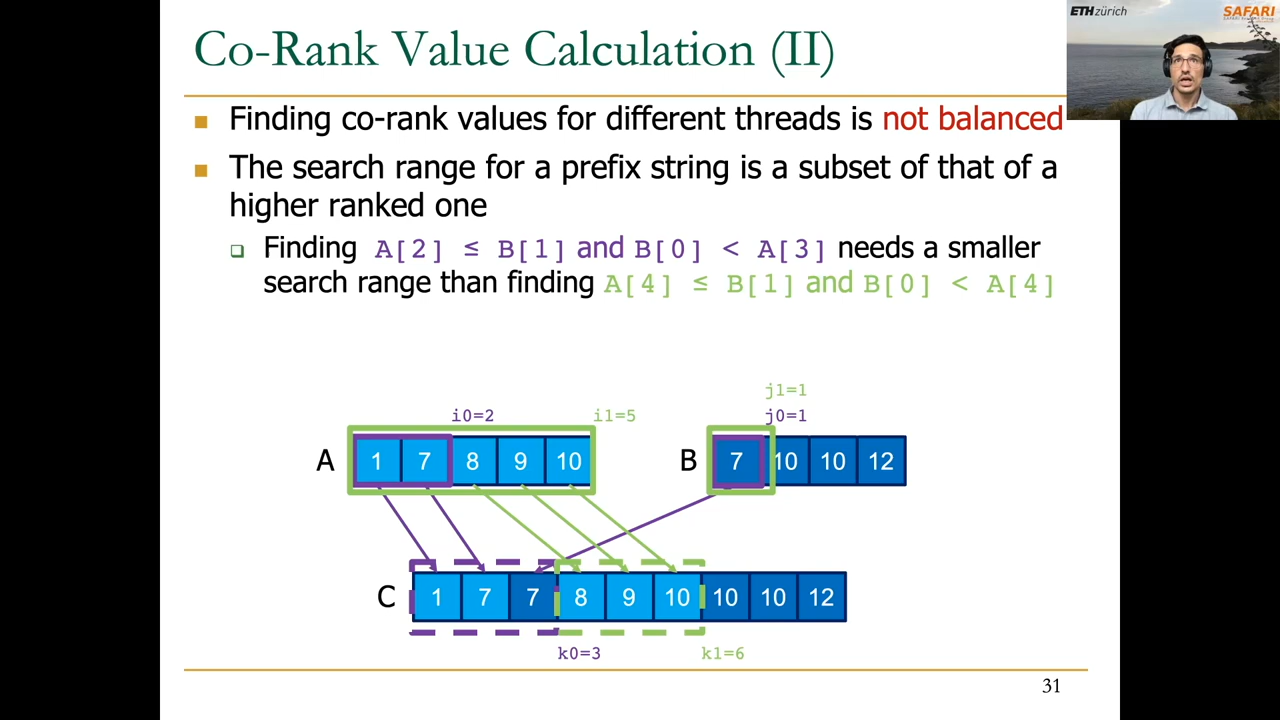 Co-Rank Value Calculation (II)
ETH zürich
SAFARI
Finding co-rank values for different threads is not balanced
The search range for a prefix string is a subset of that of a
higher ranked one
Finding A[2] ≤ B[1] and B[0] < A[3] needs a smaller
search range than finding A[4] ≤ B[1] and B[0] < A[4]
j1=1
i0=2 i1=5 j0=1
A 1 7 8 9 10 B 7 10 10 12
C 1 7 7 8 9 10 10 10 12
k0=3 k1=6
31